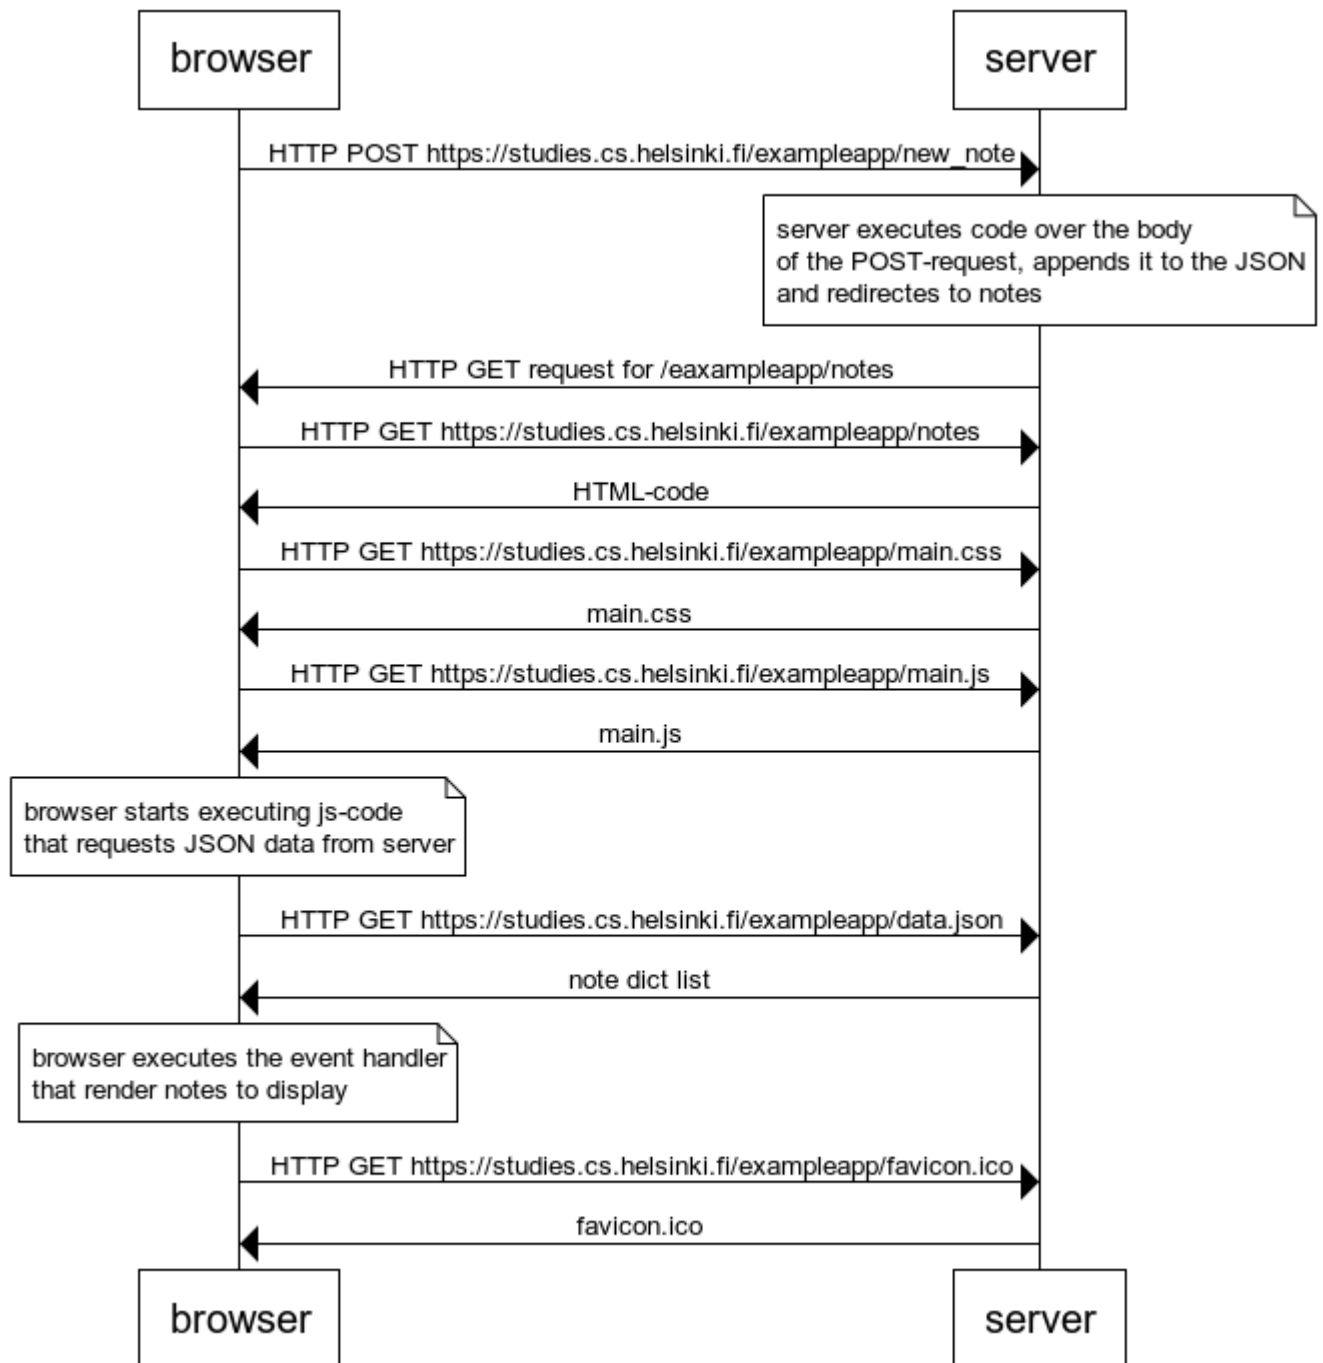 browser
server
HTTP POST https://studies.cs.helsinki.fi/exampleapp/new_note
server executes code over the body
of the POST-request, appends it to the JSON
and redirectes to notes
HTTP GET request for /eaxampleapp/notes
HTTP GET https://studies.cs.helsinki.fi/exampleapp/notes
HTML-code
HTTP GET https://studies.cs.helsinki.fi/exampleapp/main.css
main.css
HTTP GET https://studies.cs.helsinki.fi/exampleapp/main.js
main.js
browser starts executing js-code
that requests JSON data from server
HTTP GET https://studies.cs.helsinki.fi/exampleapp/data.json
note dict list
browser executes the event handler
that render notes to display
HTTP GET https://studies.cs.helsinki.fi/exampleapp/favicon.ico
favicon.ico
browser
server